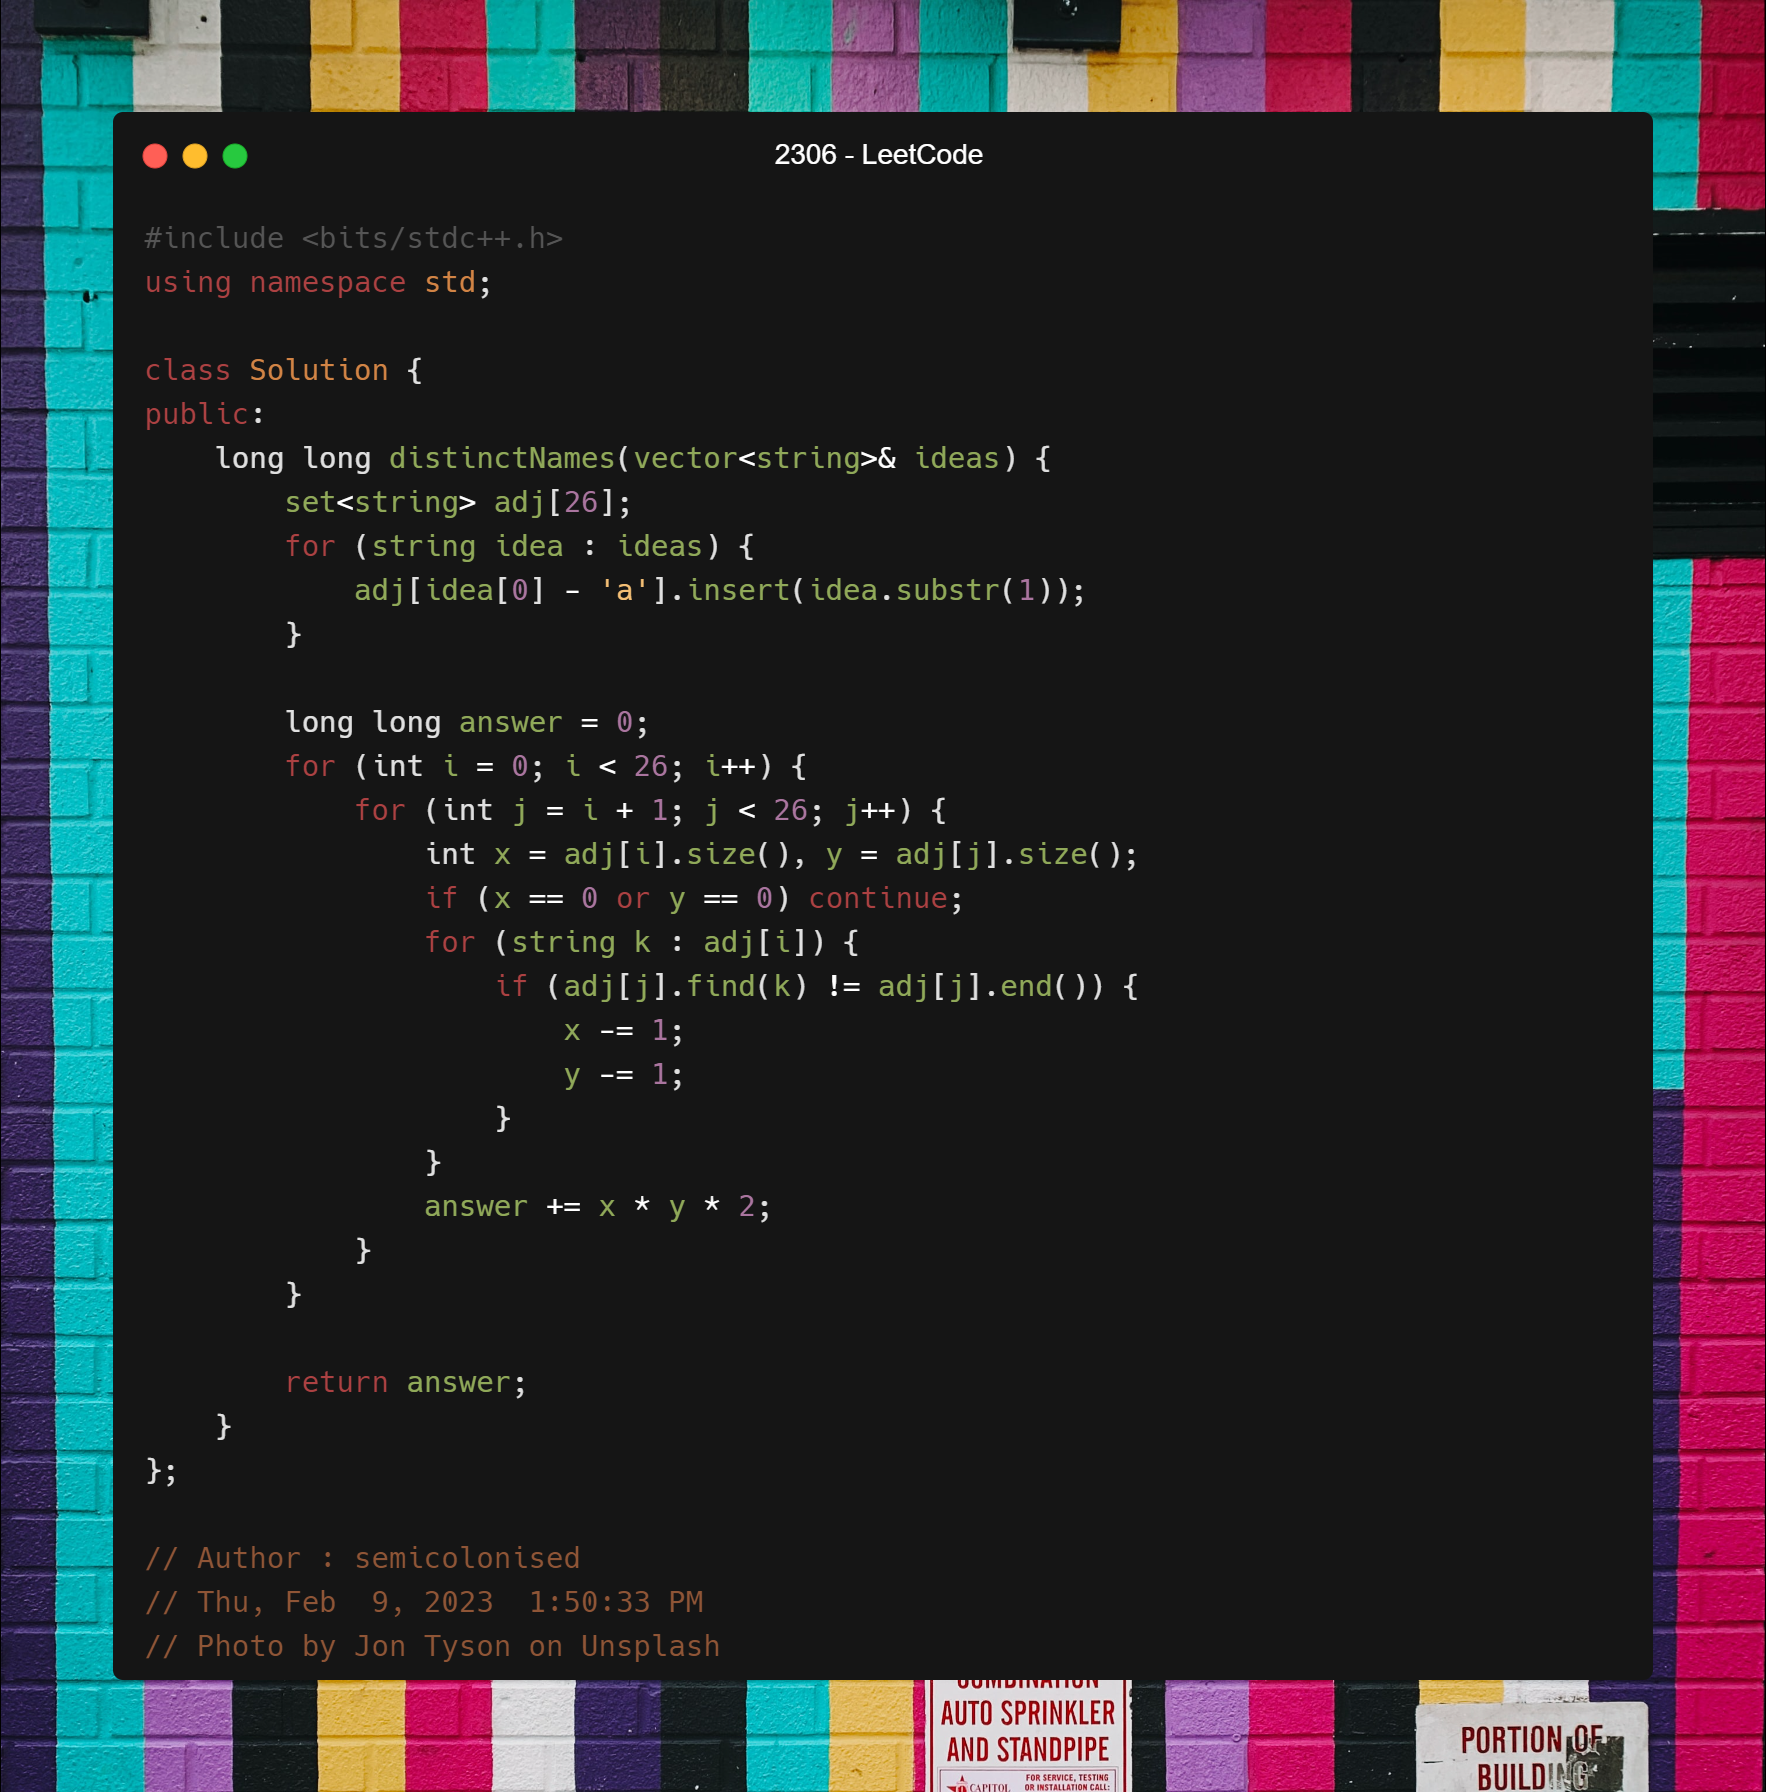 2306 - LeetCode
#include <bits/stdc++.h>
using namespace std;

class Solution {
public:
    long long distinctNames(vector<string>& ideas) {
        set<string> adj[26];
        for (string idea : ideas) {
            adj[idea[0] - 'a'].insert(idea.substr(1));
        }

        long long answer = 0;
        for (int i = 0; i < 26; i++) {
            for (int j = i + 1; j < 26; j++) {
                int x = adj[i].size(), y = adj[j].size();
                if (x == 0 or y == 0) continue;
                for (string k : adj[i]) {
                    if (adj[j].find(k) != adj[j].end()) {
                        x -= 1;
                        y -= 1;
                    }
                }
                answer += x * y * 2;
            }
        }

        return answer;
    }
};

// Author : semicolonised
// Thu, Feb  9, 2023  1:50:33 PM
// Photo by Jon Tyson on Unsplash
COMBINATION
AUTO SPRINKLER
AND STANDPIPE
CAPITOL
FOR SERVICE, TESTING
OR INSTALLATION CALL:
PORTION OF
BUILDING